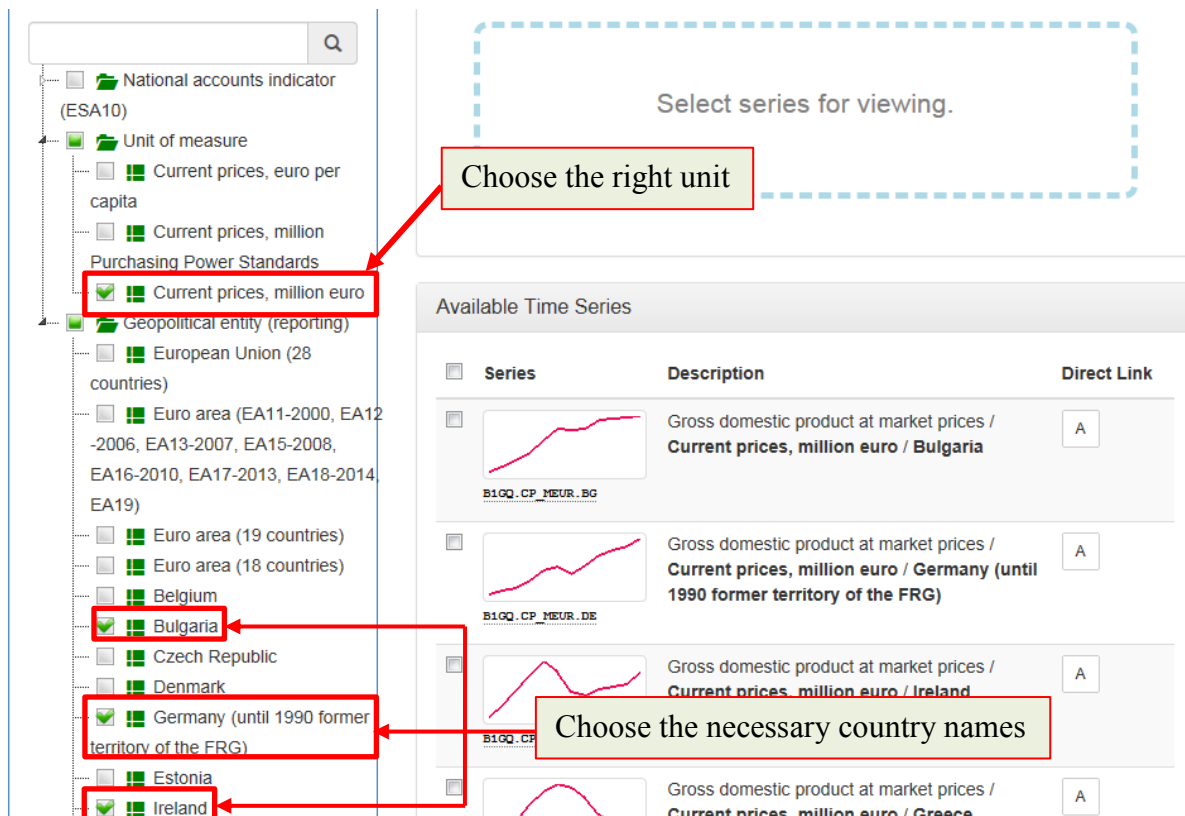 National accounts indicator
(ESA10)
Unit of measure
Current prices, euro per
capita
Current prices, million
Purchasing Power Standards
Current prices, million euro
Geopolitical entity (reporting)
European Union (28
countries)
Euro area (EA11-2000, EA12
-2006, EA13-2007, EA15-2008,
EA16-2010, EA17-2013, EA18-2014,
EA19)
Euro area (19 countries)
Euro area (18 countries)
Belgium
Bulgaria
Czech Republic
Denmark
Germany (until 1990 former
territory of the FRG)
Estonia
Ireland
Select series for viewing.
Choose the right unit
Available Time Series
Series Description Direct Link
Gross domestic product at market prices /
Current prices, million euro / Bulgaria
A
B1GQ.CP_MEUR.BG
Gross domestic product at market prices /
Current prices, million euro / Germany (until
1990 former territory of the FRG)
A
B1GQ.CP_MEUR.DE
Gross domestic product at market prices /
Current prices, million euro / Ireland
A
B1GQ.CP
Choose the necessary country names
Gross domestic product at market prices /
Current prices, million euro / Greece
A